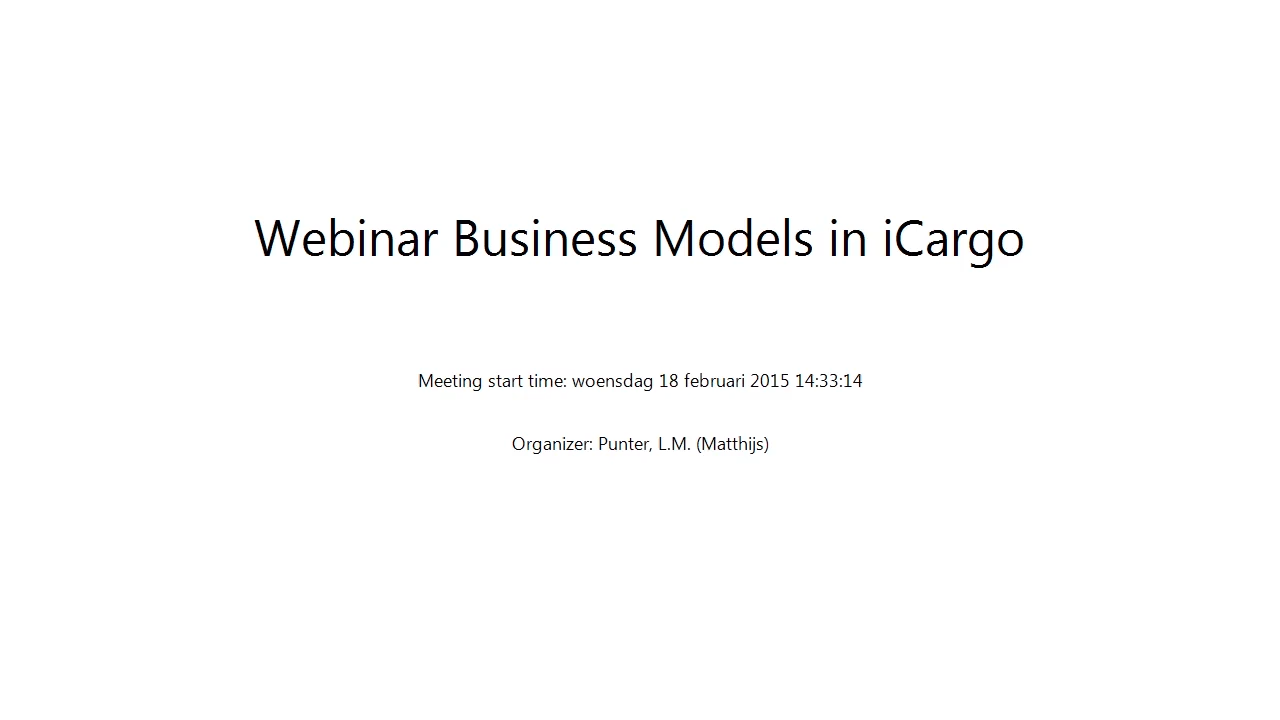 Webinar Business Models in iCargo
Meeting start time: woensdag 18 februari 2015 14:33:14
Organizer: Punter, L.M. (Matthijs)